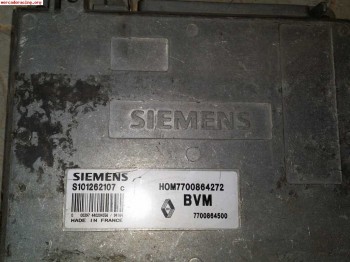 mercadoracing.org
SIEMENS
SIEMENS
S101262107 C HOM7700864272
BVM
7700864500
MADE IN FRANCE